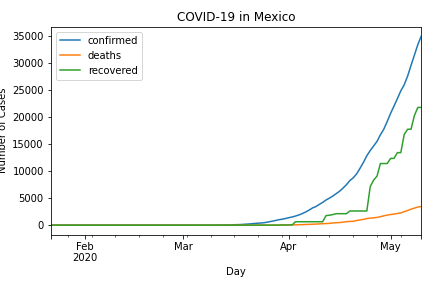 COVID-19 in Mexico
confirmed
deaths
recovered
35000
30000
25000
20000
15000
10000
5000
0
Number of Cases
Feb
2020
Mar
Apr
May
Day